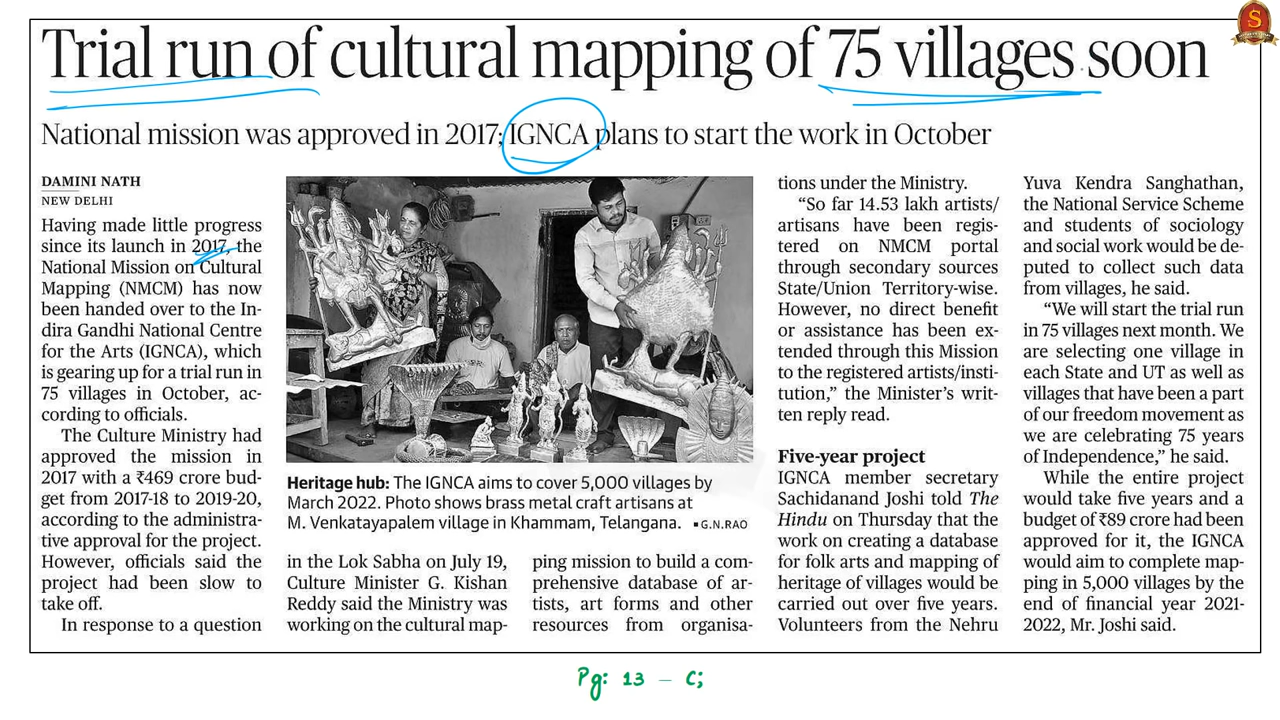 S
Trial run of cultural mapping of 75 villages soon
National mission was approved in 2017; IGNCA plans to start the work in October
DAMINI NATH
NEW DELHI
Having made little progress
since its launch in 2017, the
National Mission on Cultural
Mapping (NMCM) has now
been handed over to the In-
dira Gandhi National Centre
for the Arts (IGNCA), which
is gearing up for a trial run in
75 villages in October, ac-
cording to officials.
The Culture Ministry had
approved the mission in
2017 with a ₹469 crore bud-
get from 2017-18 to 2019-20,
according to the administra-
tive approval for the project.
However, officials said the
project had been slow to
take off.
In response to a question
Heritage hub: The IGNCA aims to cover 5,000 villages by
March 2022. Photo shows brass metal craft artisans at
M. Venkatayapalem village in Khammam, Telangana. ▪ G.N.RAO
in the Lok Sabha on July 19,
Culture Minister G. Kishan
Reddy said the Ministry was
working on the cultural map-
ping mission to build a com-
prehensive database of ar-
tists, art forms and other
resources from organisa-
tions under the Ministry.
“So far 14.53 lakh artists/
artisans have been regis-
tered on NMCM portal
through secondary sources
State/Union Territory-wise.
However, no direct benefit
or assistance has been ex-
tended through this Mission
to the registered artists/insti-
tution,” the Minister’s writ-
ten reply read.
Five-year project
IGNCA member secretary
Sachidanand Joshi told The
Hindu on Thursday that the
work on creating a database
for folk arts and mapping of
heritage of villages would be
carried out over five years.
Volunteers from the Nehru
Yuva Kendra Sanghathan,
the National Service Scheme
and students of sociology
and social work would be de-
puted to collect such data
from villages, he said.
“We will start the trial run
in 75 villages next month. We
are selecting one village in
each State and UT as well as
villages that have been a part
of our freedom movement as
we are celebrating 75 years
of Independence,” he said.
While the entire project
would take five years and a
budget of ₹89 crore had been
approved for it, the IGNCA
would aim to complete map-
ping in 5,000 villages by the
end of financial year 2021-
2022, Mr. Joshi said.
Pg: 13 – C;